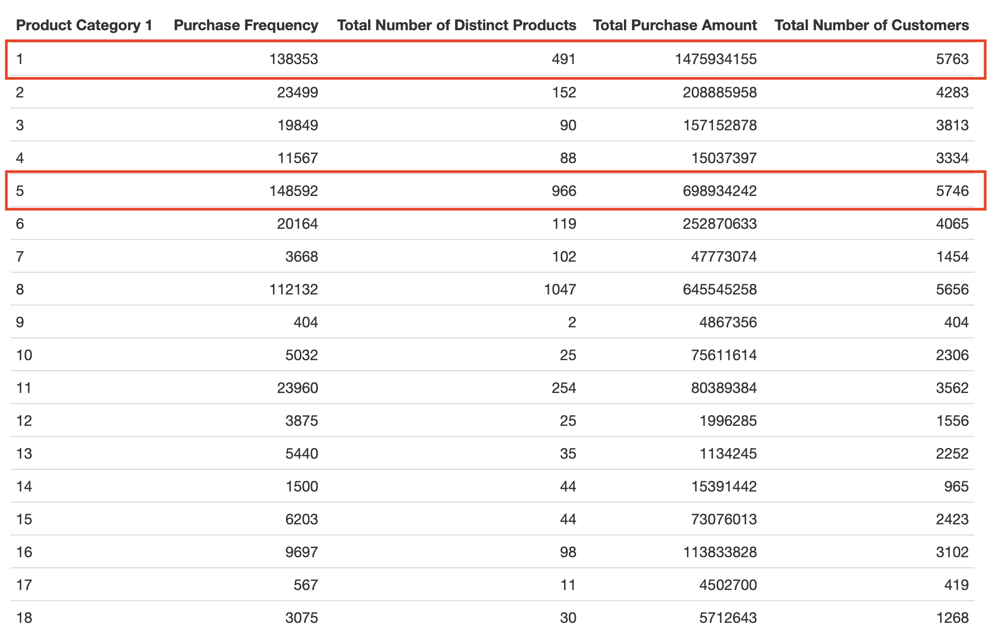 Product Category 1 Purchase Frequency Total Number of Distinct Products Total Purchase Amount Total Number of Customers
1 138353 491 1475934155 5763
2 23499 152 208885958 4283
3 19849 90 157152878 3813
4 11567 88 15037397 3334
5 148592 966 698934242 5746
6 20164 119 252870633 4065
7 3668 102 47773074 1454
8 112132 1047 645545258 5656
9 404 2 4867356 404
10 5032 25 75611614 2306
11 23960 254 80389384 3562
12 3875 25 1996285 1556
13 5440 35 1134245 2252
14 1500 44 15391442 965
15 6203 44 73076013 2423
16 9697 98 113833828 3102
17 567 11 4502700 419
18 3075 30 5712643 1268